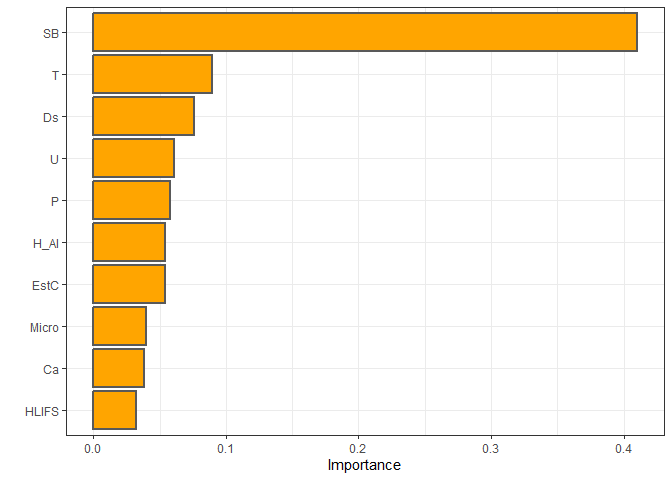 SB
T
Ds
U
P
H_Al
EstC
Micro
Ca
HLIFS
0.0 0.1 0.2 0.3 0.4
Importance